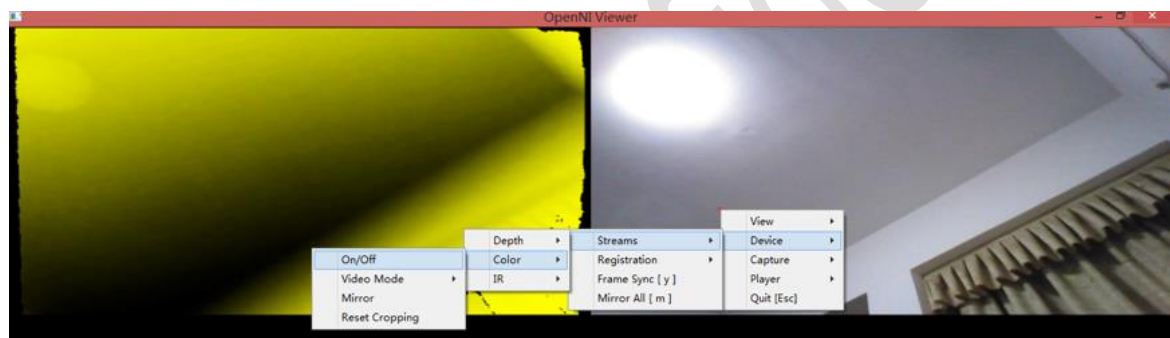 OpenNI Viewer
On/Off
Video Mode
Mirror
Reset Cropping
Depth
Color
IR
Streams
Registration
Frame Sync [ y ]
Mirror All [ m ]
View
Device
Capture
Player
Quit [Esc]